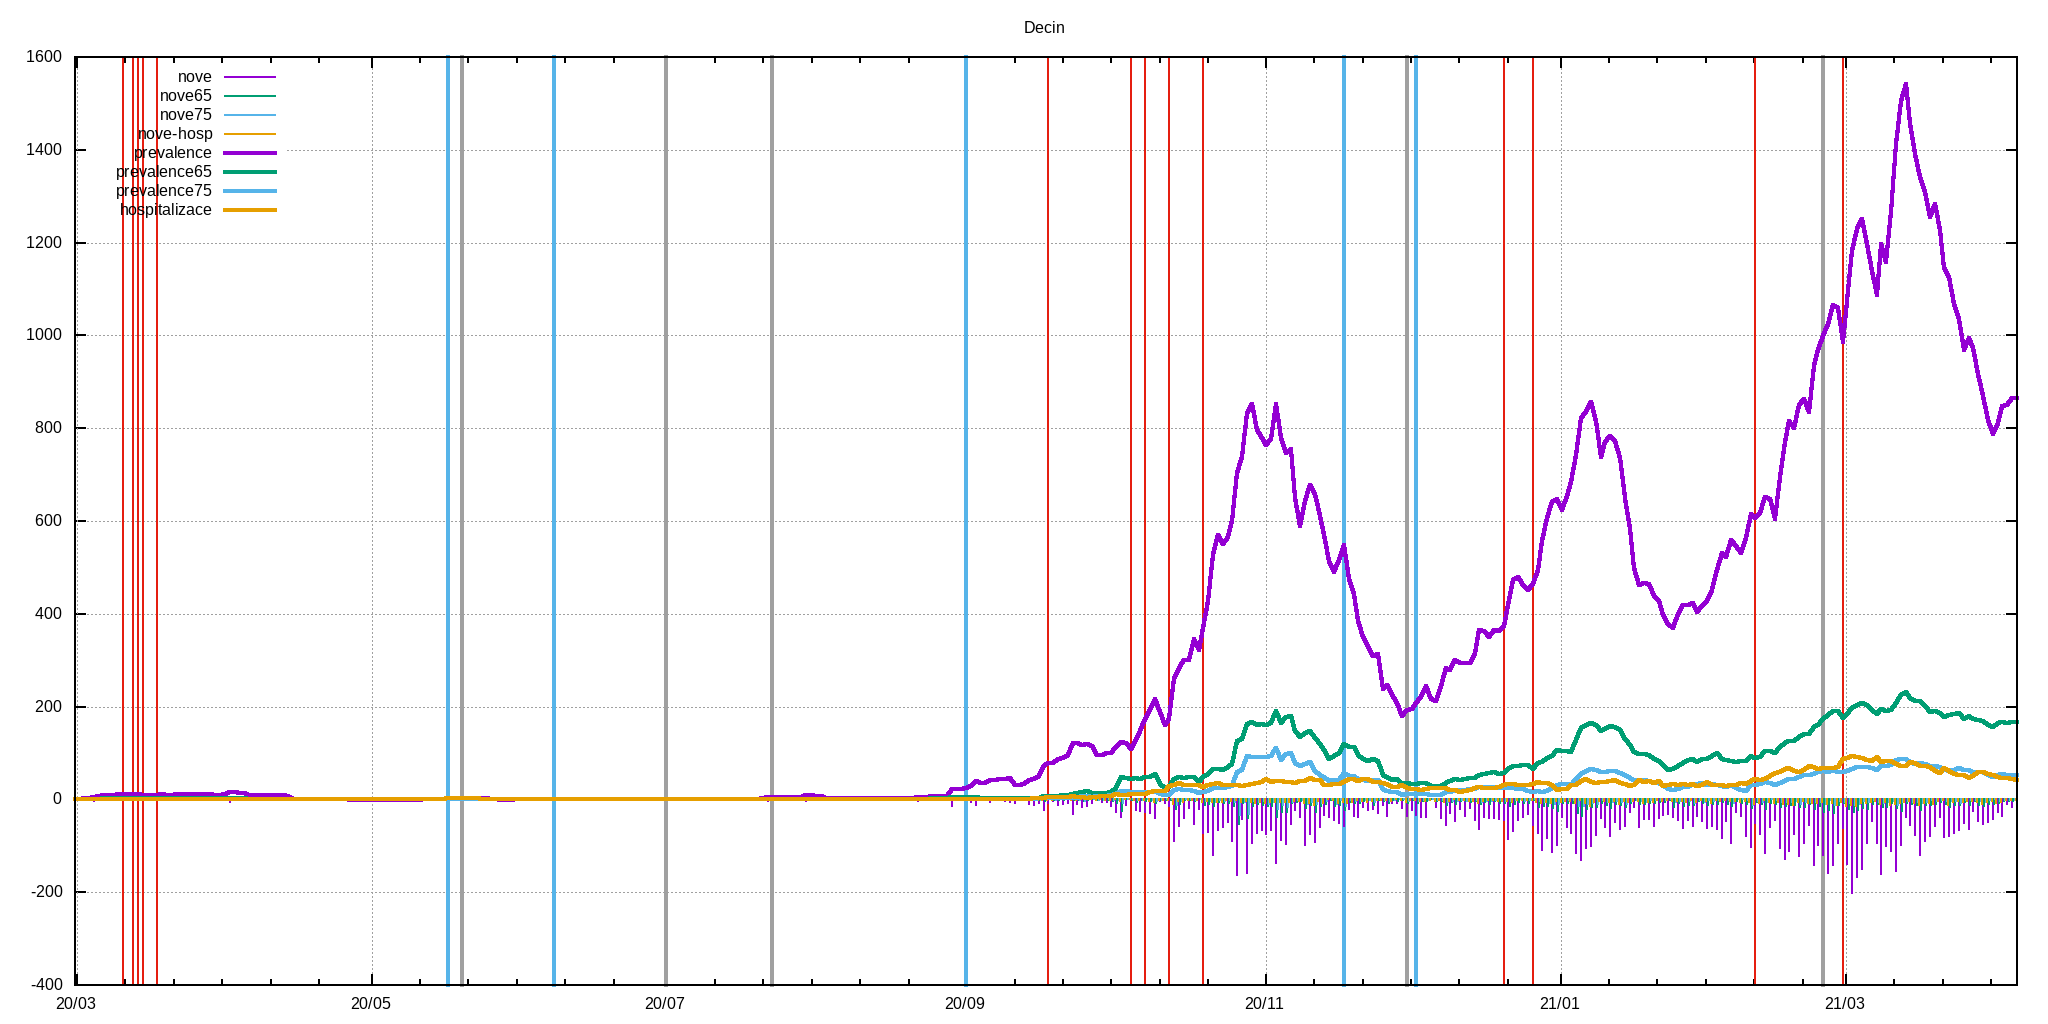 Decin
1600
1400
1200
1000
800
600
400
200
0
-200
-400
nove
nove65
nove75
nove-hosp
prevalence
prevalence65
prevalence75
hospitalizace
20/03 20/05 20/07 20/09 20/11 21/01 21/03